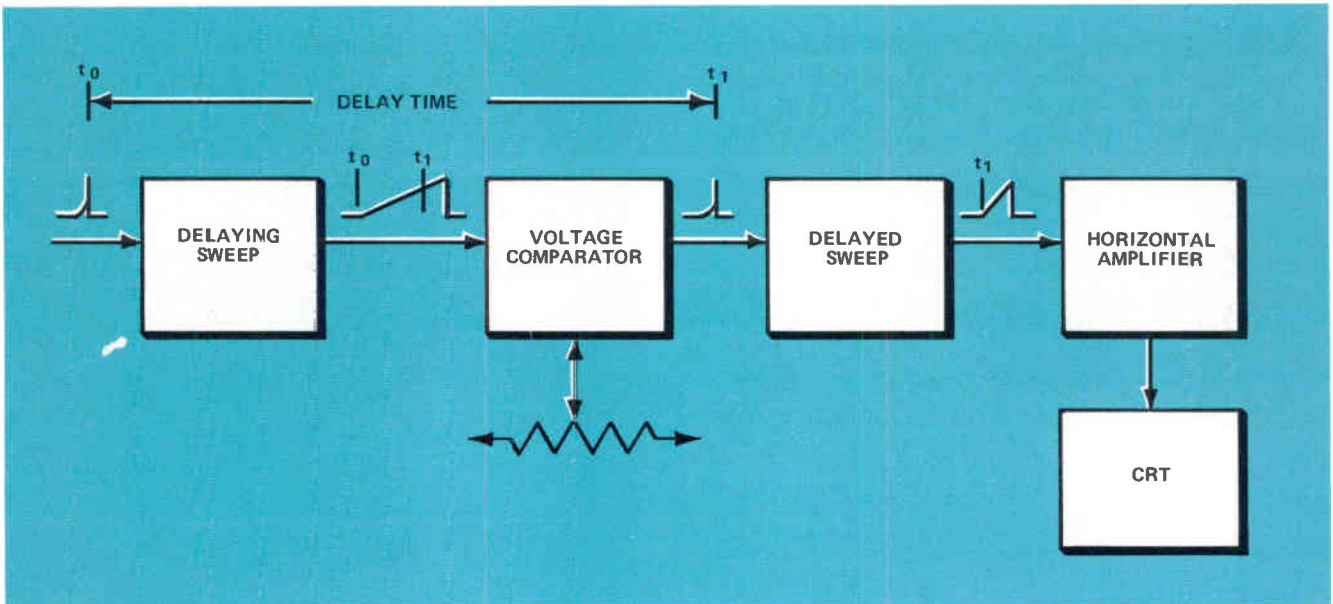 t0 t1
DELAY TIME
t0 t1 t1
DELAYING
SWEEP
VOLTAGE
COMPARATOR
DELAYED
SWEEP
HORIZONTAL
AMPLIFIER
CRT